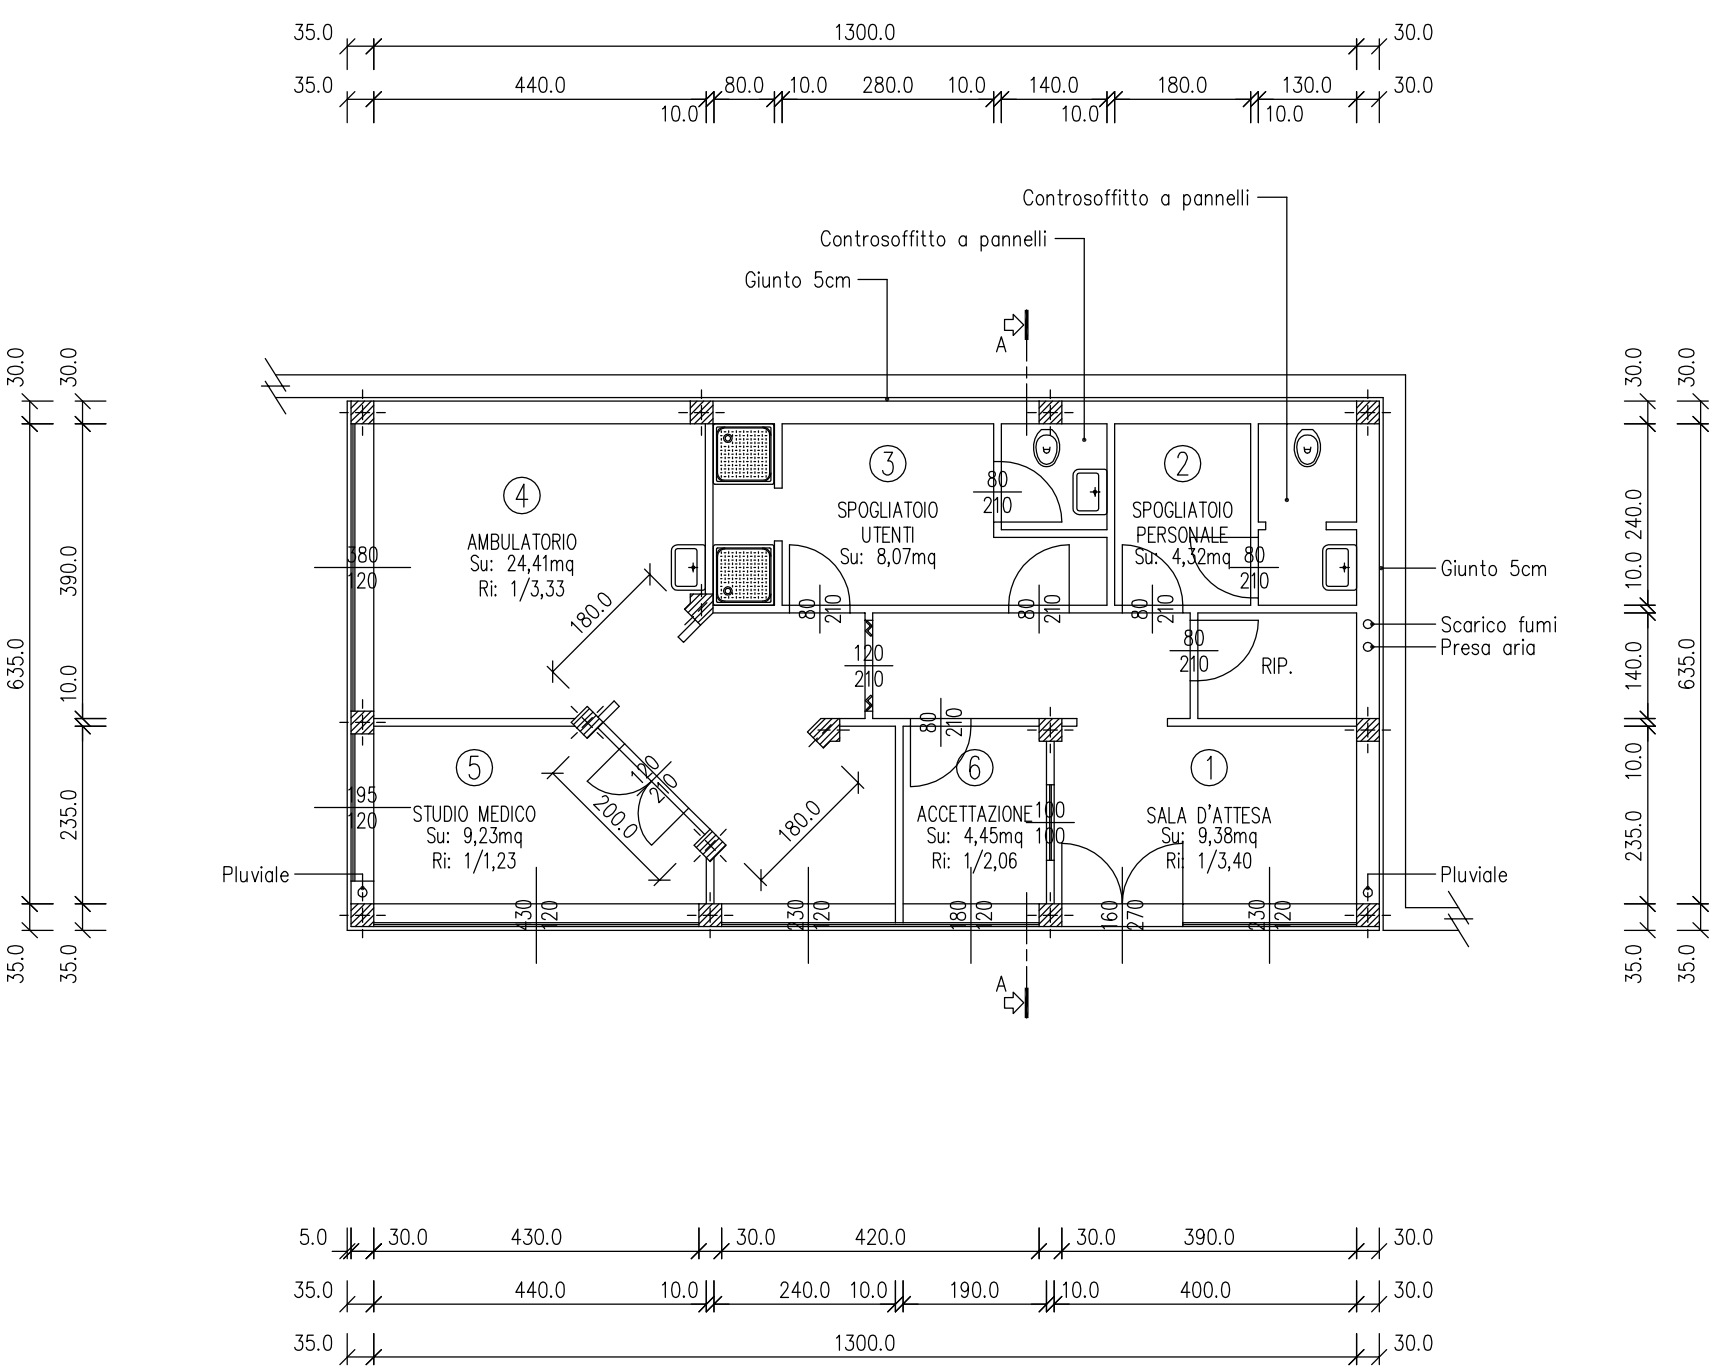 35.0 1300.0 30.0
35.0 440.0 80.0 10.0 280.0 10.0 140.0 180.0 130.0 30.0
10.0 10.0 10.0
Controsoffitto a pannelli
Controsoffitto a pannelli
Giunto 5cm
A
30.0 30.0
390.0
10.0
635.0
235.0
35.0 35.0
30.0 30.0
240.0
10.0
140.0
635.0
10.0
235.0
35.0 35.0
4
AMBULATORIO
Su: 24,41mq
Ri: 1/3,33
380
120
180.0
3
SPOGLIATOIO
UTENTI
Su: 8,07mq
80
210
80
210
80
210
2
SPOGLIATOIO
PERSONALE
Su: 4,32mq
80
210
80
210
Giunto 5cm
Scarico fumi
Presa aria
80
210
RIP.
120
210
80
210
5
STUDIO MEDICO
Su: 9,23mq
Ri: 1/1,23
195
120
120
210
200.0
180.0
6
ACCETTAZIONE
Su: 4,45mq
Ri: 1/2,06
100
100
1
SALA D'ATTESA
Su: 9,38mq
Ri: 1/3,40
Pluviale
Pluviale
430
120
230
120
180
120
160
270
230
120
A
5.0 30.0 430.0 30.0 420.0 30.0 390.0 30.0
35.0 440.0 10.0 240.0 10.0 190.0 10.0 400.0 30.0
35.0 1300.0 30.0